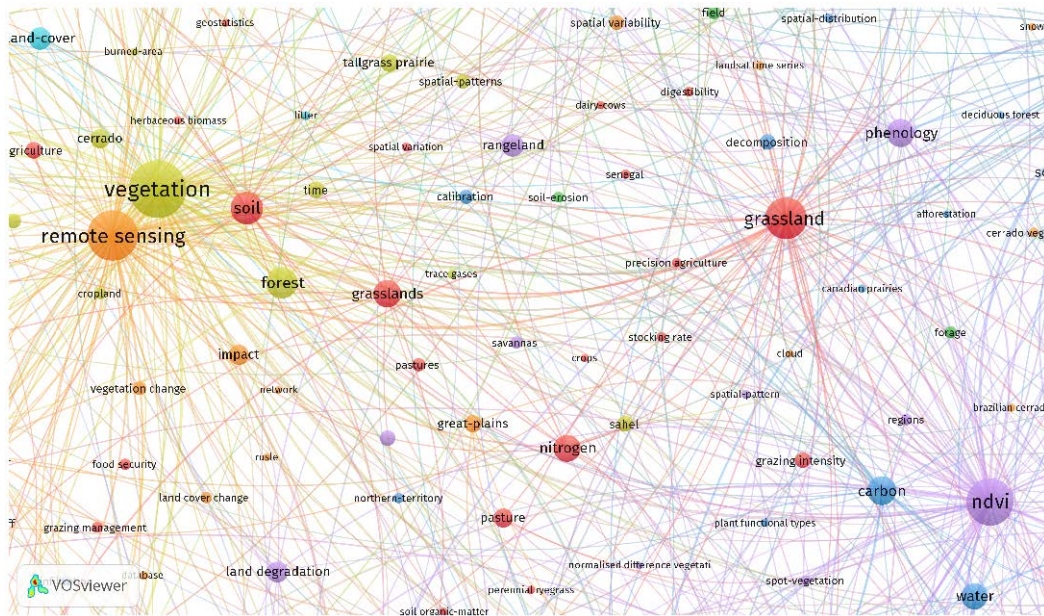 geostatistics
spatial variability
field
spatial-distribution
snow
and-cover
burned-area
tallgrass prairie
landsat time series
spatial-patterns
digestibility
dairy-cows
deciduous forest
herbaceous biomass
litter
phenology
cerrado
rangeland
decomposition
griculture
spatial variation
senegal
vegetation
time
calibration
soil-erosion
soil
grassland
afforestation
cerrado veg
remote sensing
precision agriculture
trace gases
forest
cropland
grasslands
canadian prairies
stocking rate
forage
savannas
impact
cloud
crops
pastures
vegetation change
network
spatial-pattern
brazilian cerrad
regions
great-plains
sahel
nitrogen
rusle
food security
grazing intensity
carbon
ndvi
land cover change
northern-territory
pasture
grazing management
plant functional types
normalised difference vegetati
land degradation
database
spot-vegetation
perennial ryegrass
water
soil organic-matter
VOSviewer